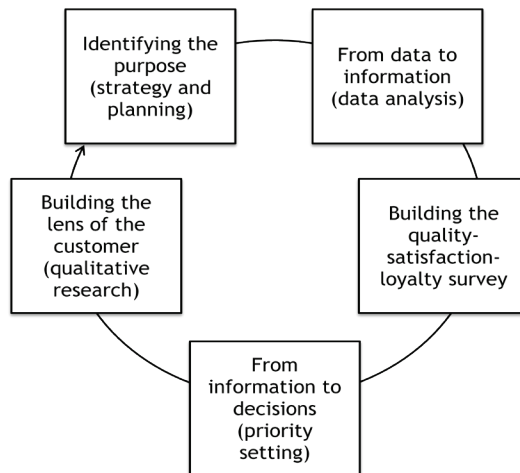 Identifying the
purpose
(strategy and
planning)
From data to
information
(data analysis)
Building the
quality-
satisfaction-
loyalty survey
From
information to
decisions
(priority
setting)
Building the
lens of the
customer
(qualitative
research)